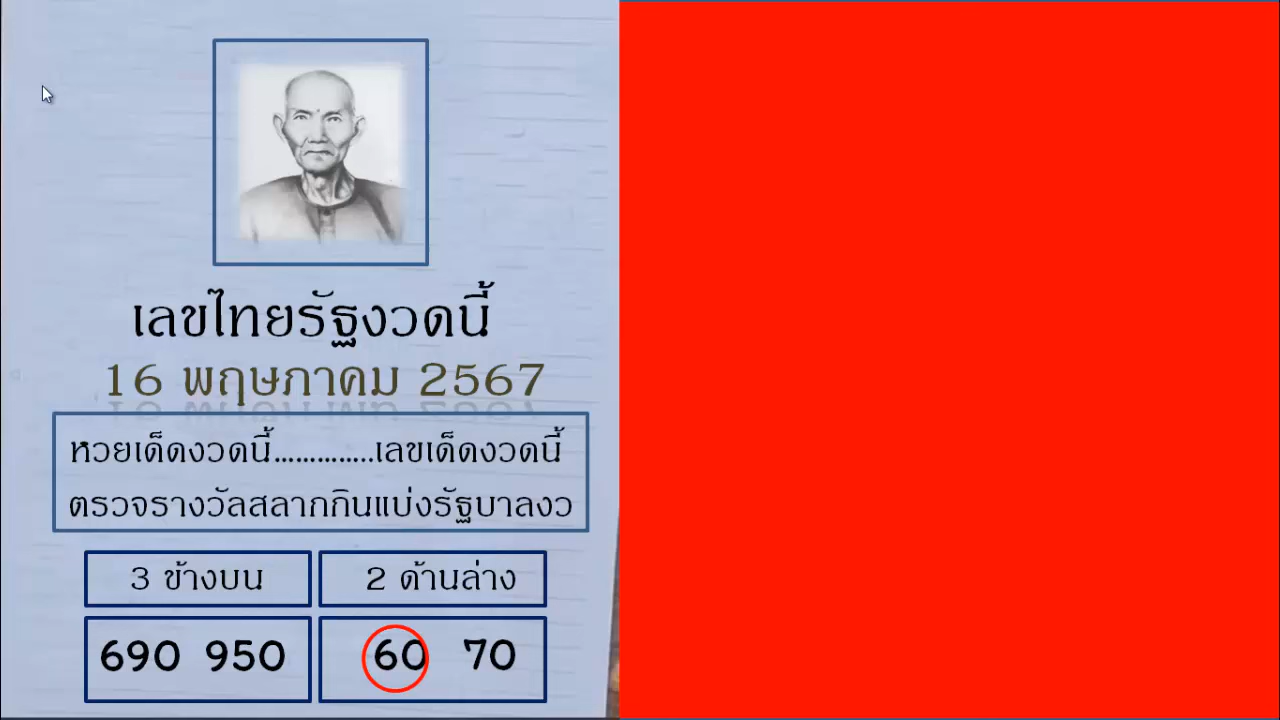 เลขไทยรัฐงวดนี้
16 พฤษภาคม 2567
หวยเด็ดงวดนี้..............เลขเด็ดงวดนี้
ตรวจรางวัลสลากกินแบ่งรัฐบาลงว
3 ข้างบน 2 ด้านล่าง
690 950 60 70